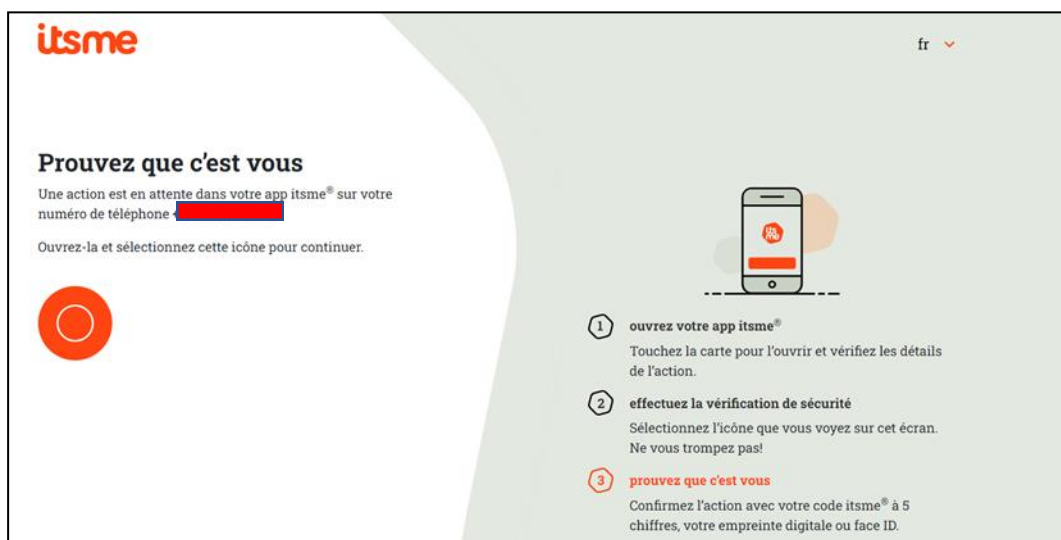 itsme
fr
Prouvez que c'est vous
Une action est en attente dans votre app itsme® sur votre
numéro de téléphone
Ouvrez-la et sélectionnez cette icône pour continuer.
its
me
1 ouvrez votre app itsme®
Touchez la carte pour l'ouvrir et vérifiez les détails
de l'action.
2 effectuez la vérification de sécurité
Sélectionnez l'icône que vous voyez sur cet écran.
Ne vous trompez pas!
3 prouvez que c'est vous
Confirmez l'action avec votre code itsme® à 5
chiffres, votre empreinte digitale ou face ID.